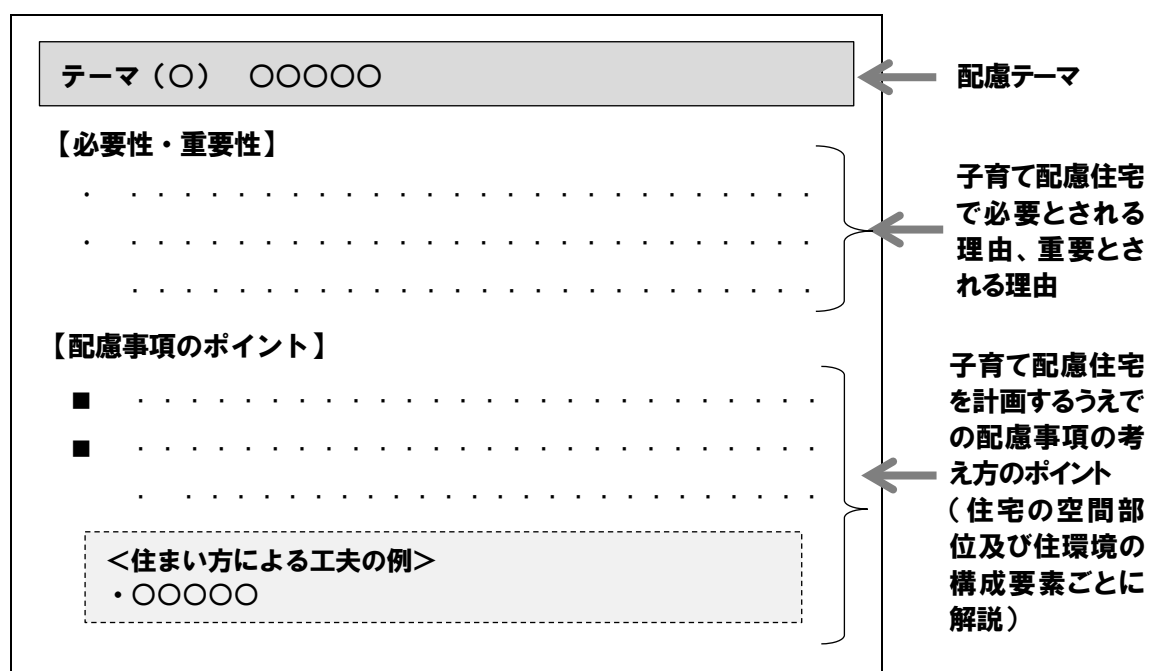 テーマ（○）　○○○○○
配慮テーマ
【必要性・重要性】
・　．．．．．．．．．．．．．．．．．．．．．．．．．．
・　．．．．．．．．．．．．．．．．．．．．．．．．．．
．．．．．．．．．．．．．．．．．．．．．．．．．．
子育て配慮住宅
で必要とされる
理由、重要とさ
れる理由
【配慮事項のポイント】
■　．．．．．．．．．．．．．．．．．．．．．．．．．．
■　．．．．．．．．．．．．．．．．．．．．．．．．．．
．　．．．．．．．．．．．．．．．．．．．．．．．．
＜住まい方による工夫の例＞
・○○○○○
子育て配慮住宅
を計画するうえで
の配慮事項の考
え方のポイント
（住宅の空間部
位及び住環境の
構成要素ごとに
解説）